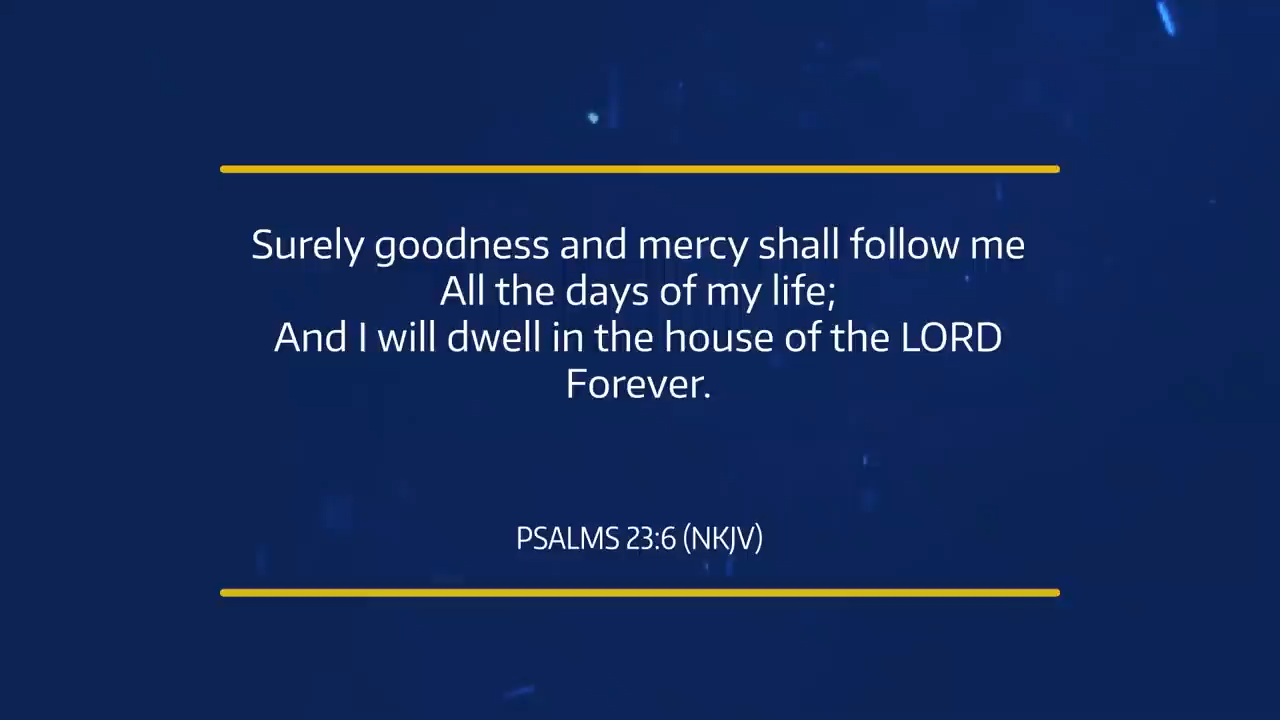 Surely goodness and mercy shall follow me
All the days of my life;
And I will dwell in the house of the LORD
Forever.
PSALMS 23:6 (NKJV)